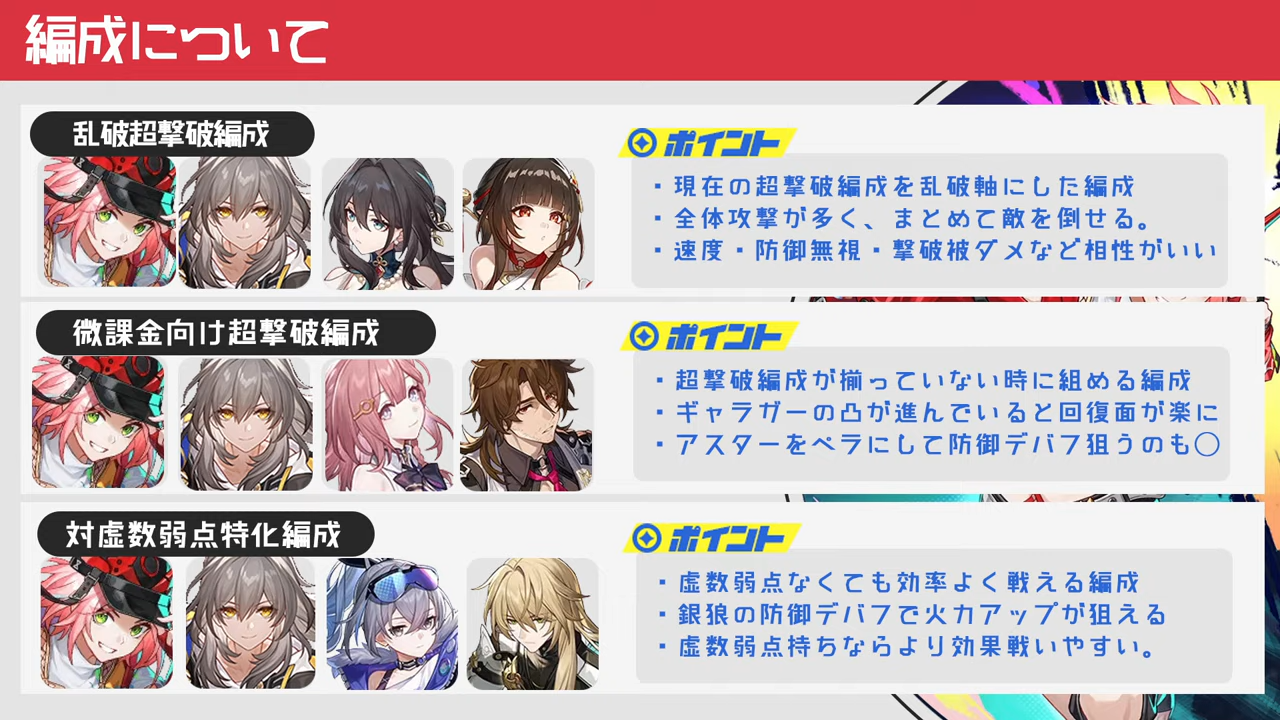 編成について
乱破超撃破編成
ポイント
・現在の超撃破編成を乱破軸にした編成
・全体攻撃が多く、まとめて敵を倒せる。
・速度・防御無視・撃破被ダメなど相性がいい
微課金向け超撃破編成
ポイント
・超撃破編成が揃っていない時に組める編成
・ギャラガーの凸が進んでいると回復面が楽に
・アスターをペラにして防御デバフ狙うのも◯
対虚数弱点特化編成
ポイント
・虚数弱点なくても効率よく戦える編成
・銀狼の防御デバフで火力アップが狙える
・虚数弱点持ちならより効果戦いやすい。